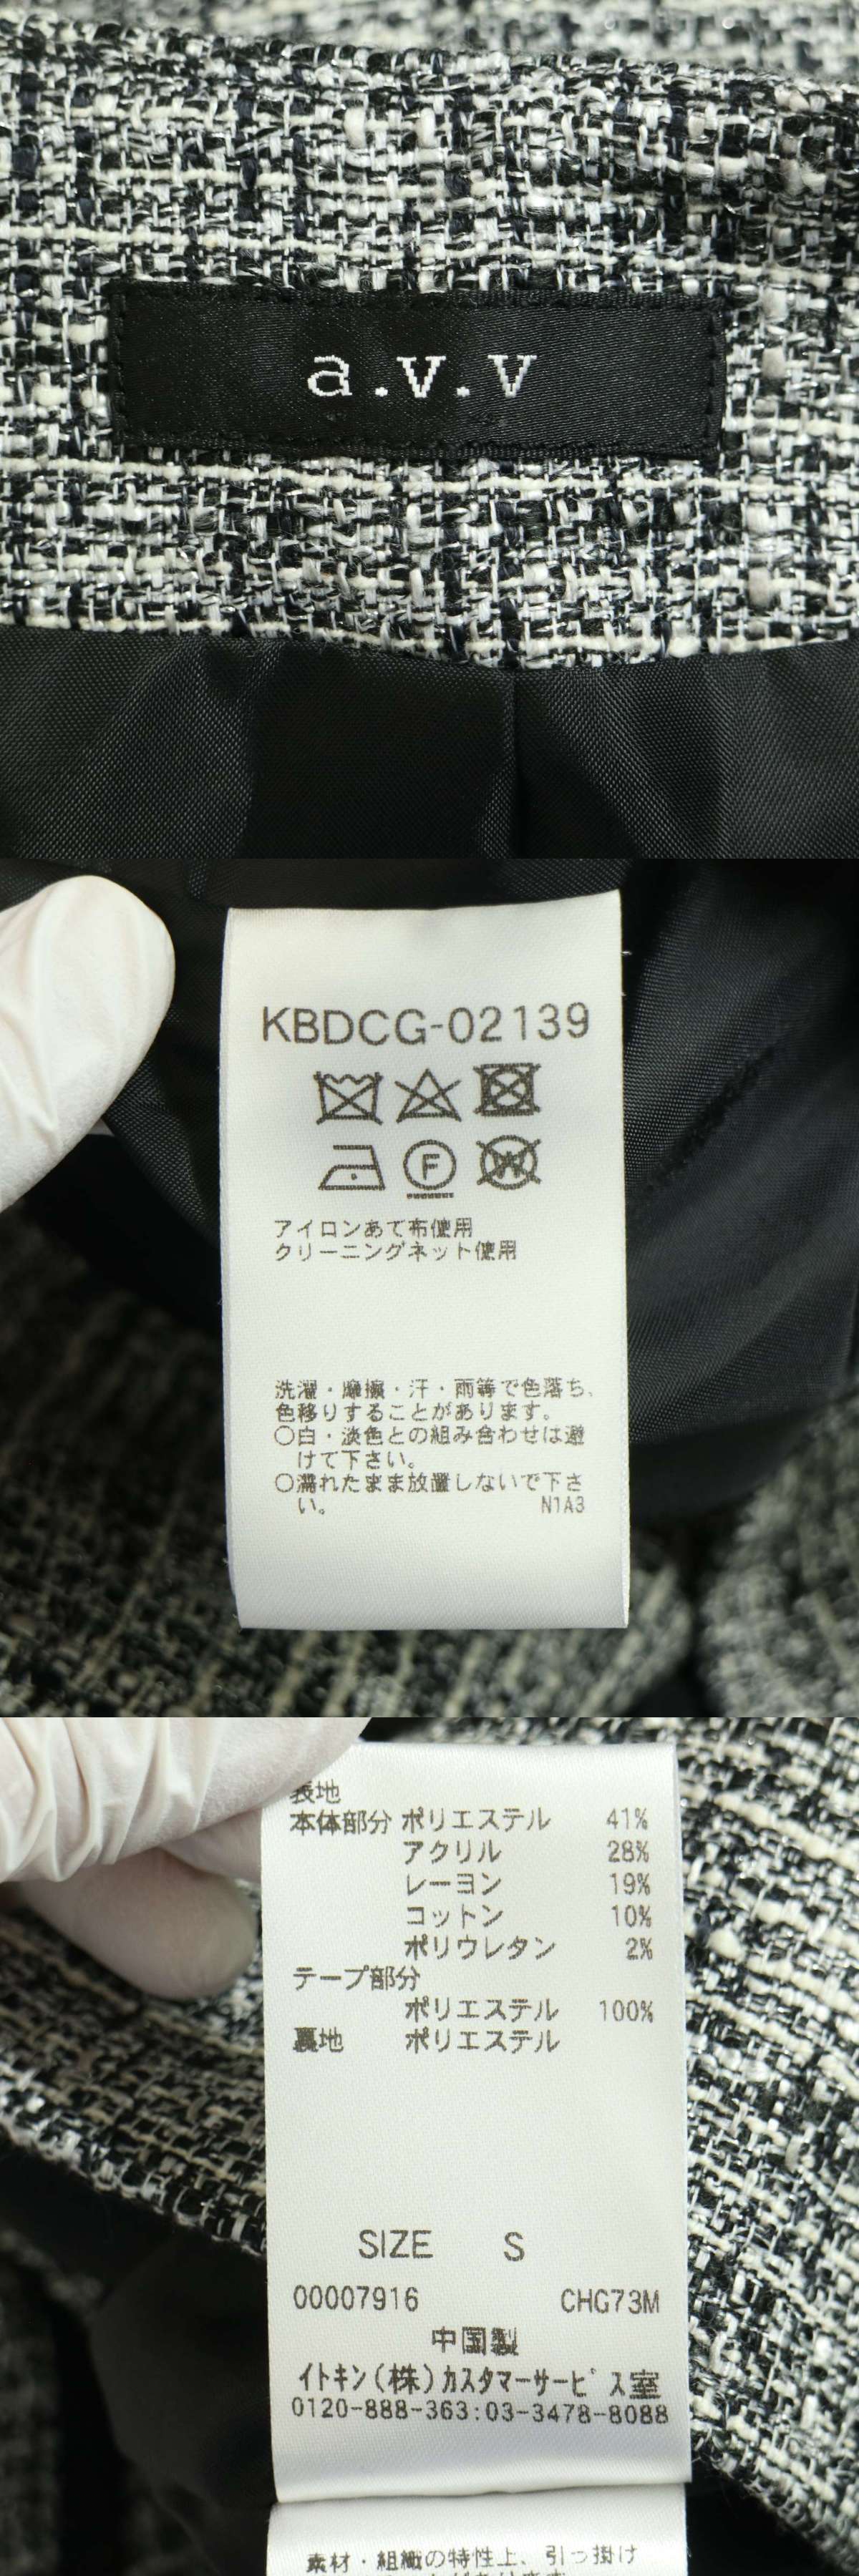 a.v.v
KBDCG-02139
F
W
アイロンあて布使用
クリーニングネット使用
洗濯・摩擦・汗・雨等で色落ち、
色移りすることがあります。
○白・淡色との組み合わせは避
けて下さい。
○濡れたまま放置しないで下さ
い。 N1A3
表地
本体部分 ポリエステル 41%
アクリル 28%
レーヨン 19%
コットン 10%
ポリウレタン 2%
テープ部分
ポリエステル 100%
裏地 ポリエステル
SIZE S
00007916 CHG73M
中国製
イトキン(株)カスタマーサービス室
0120-888-363:03-3478-8088
素材・組織の特性上、引っ掛け